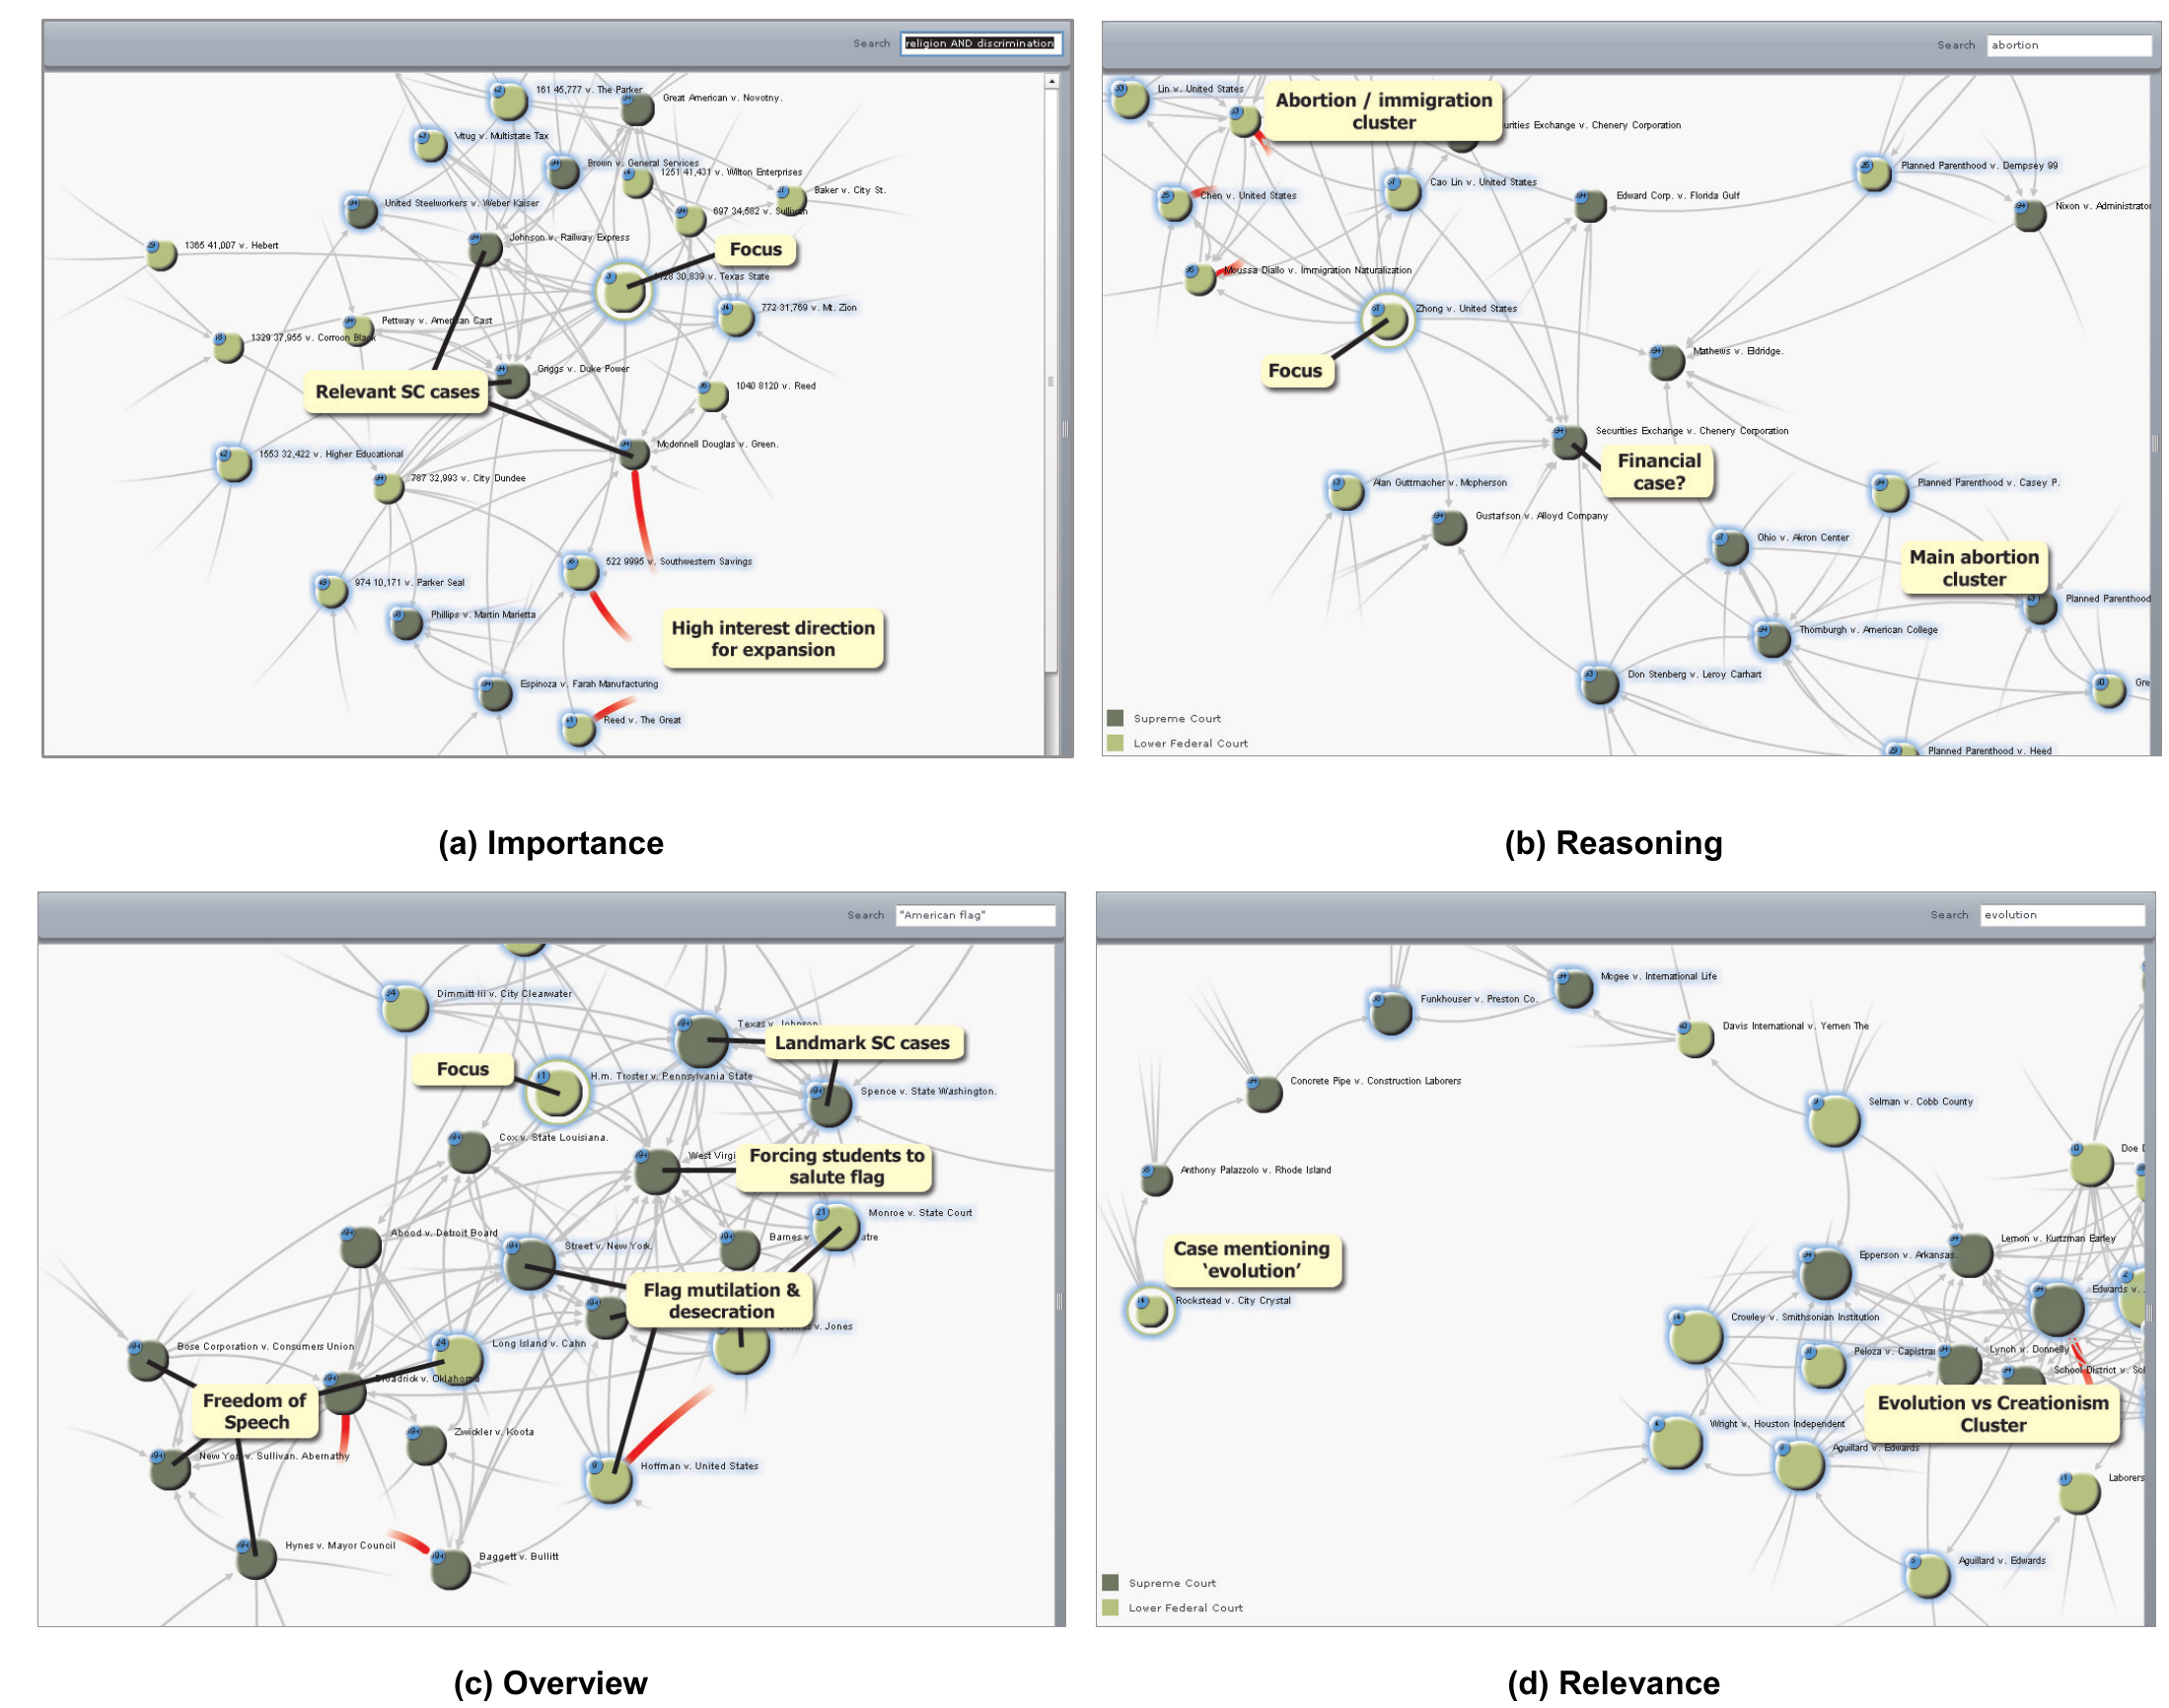 Search religion AND discrimination
161 45,777 v. The Parker
Great American v. Novotny.
Vitug v. Multistate Tax
Brown v. General Services
1251 41,431 v. Wilton Enterprises
Baker v. City St.
United Steelworkers v. Weber Kaiser
697 34,582 v. Sullivan
Johnson v. Railway Express
1365 41,007 v. Hebert
Focus
30,839 v. Texas State
772 31,769 v. Mt. Zion
Pettway v. American Cast
1329 37,955 v. Corroon Black
Griggs v. Duke Power
Relevant SC cases
1040 8120 v. Reed
Mcdonnell Douglas v. Green.
1553 32,422 v. Higher Educational
787 32,993 v. City Dundee
522 9995 v. Southwestern Savings
974 10,171 v. Parker Seal
Phillips v. Martin Marietta
High interest direction
for expansion
Espinoza v. Farah Manufacturing
Reed v. The Great
(a) Importance
Search abortion
Lin v. United States
Abortion / immigration
cluster
urities Exchange v. Chenery Corporation
Planned Parenthood v. Dempsey 99
Cao Lin v. United States
Chen v. United States
Edward Corp. v. Florida Gulf
Nixon v. Administrato
Moussa Diallo v. Immigration Naturalization
Zhong v. United States
Focus
Mathews v. Eldridge.
Securities Exchange v. Chenery Corporation
Financial
case?
Alan Guttmacher v. Mcpherson
Planned Parenthood v. Casey P.
Gustafson v. Alloyd Company
Ohio v. Akron Center
Main abortion
cluster
Planned Parenthood
Thornburgh v. American College
Don Stenberg v. Leroy Carhart
Gre
Supreme Court
Lower Federal Court
Planned Parenthood v. Heed
(b) Reasoning
Search "American flag"
Dimmitt Iii v. City Clearwater
Texas v. Johnson
Landmark SC cases
Focus
H.m. Troster v. Pennsylvania State
Spence v. State Washington.
Cox v. State Louisiana.
West Virgi
Forcing students to
salute flag
Monroe v. State Court
Abood v. Detroit Board
Barnes v. atre
Street v. New York.
Flag mutilation &
desecration
v. Jones
Long Island v. Cahn
Bose Corporation v. Consumers Union
Broadrick v. Oklahoma
Freedom of
Speech
Zwickler v. Koota
New York v. Sullivan. Abernathy
Hoffman v. United States
Hynes v. Mayor Council
Baggett v. Bullitt
(c) Overview
Search evolution
Mcgee v. International Life
Funkhouser v. Preston Co.
Davis International v. Yemen The
Concrete Pipe v. Construction Laborers
Selman v. Cobb County
Doe
Anthony Palazzolo v. Rhode Island
Case mentioning
'evolution'
Lemon v. Kurtzman Earley
Epperson v. Arkansas.
Edwards v.
Rockstead v. City Crystal
Crowley v. Smithsonian Institution
Peloza v. Capistra
Lynch v. Donnelly
School District v. Sc
Evolution vs Creationism
Cluster
Wright v. Houston Independent
Aguillard v. Edwards
Laborers
Aguillard v. Edwards
Supreme Court
Lower Federal Court
(d) Relevance